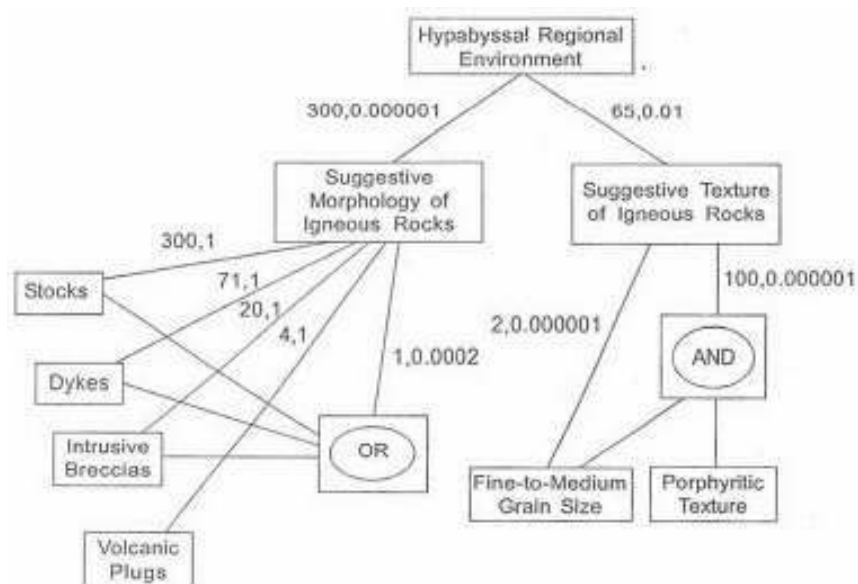 Hypabyssal Regional
Environment
300,0.000001
65,0.01
Suggestive
Morphology of
Igneous Rocks
Suggestive Texture
of Igneous Rocks
300,1
Stocks
71,1
20,1
4,1
100,0.000001
2,0.000001
1,0.0002
AND
Dykes
OR
Intrusive
Breccias
Fine-to-Medium
Grain Size
Porphyritic
Texture
Volcanic
Plugs